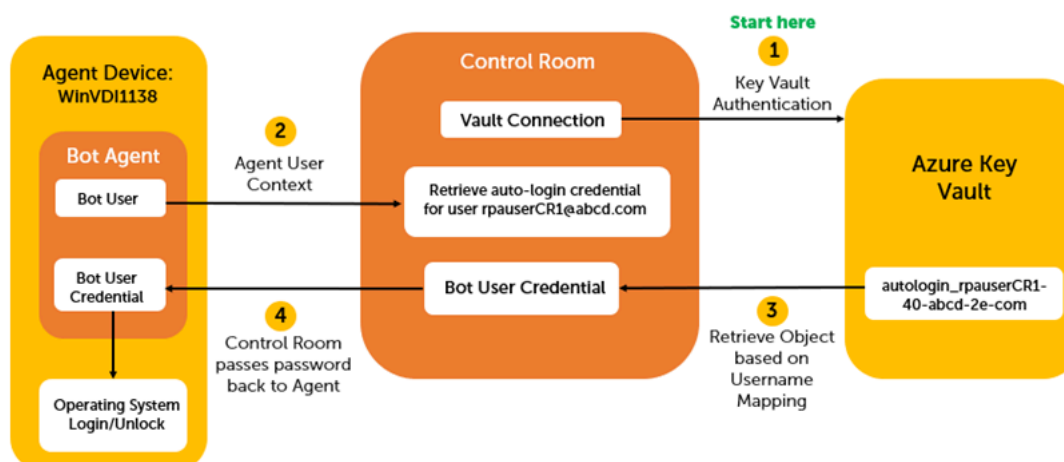 Agent Device:
WinVDI1138
Bot Agent
Bot User
Bot User
Credential
Operating System
Login/Unlock
2
Agent User
Context
4
Control Room
passes password
back to Agent
Control Room
Vault Connection
Retrieve auto-login credential
for user rpauserCR1@abcd.com
Bot User Credential
Start here
1
Key Vault
Authentication
3
Retrieve Object
based on
Username
Mapping
Azure Key
Vault
autologin_rpauserCR1-
40-abcd-2e-com